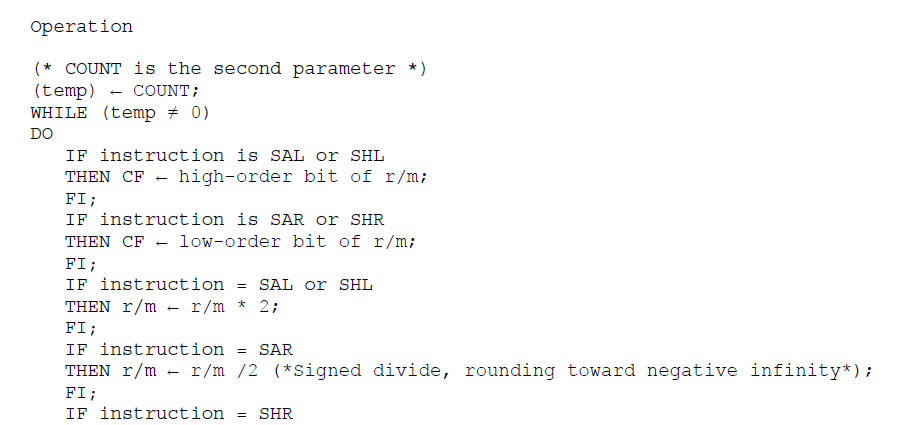 Operation
(* COUNT is the second parameter *)
(temp) ← COUNT;
WHILE (temp ≠ 0)
DO
IF instruction is SAL or SHL
THEN CF ← high-order bit of r/m;
FI;
IF instruction is SAR or SHR
THEN CF ← low-order bit of r/m;
FI;
IF instruction = SAL or SHL
THEN r/m ← r/m * 2;
FI;
IF instruction = SAR
THEN r/m ← r/m /2 (*Signed divide, rounding toward negative infinity*);
FI;
IF instruction = SHR